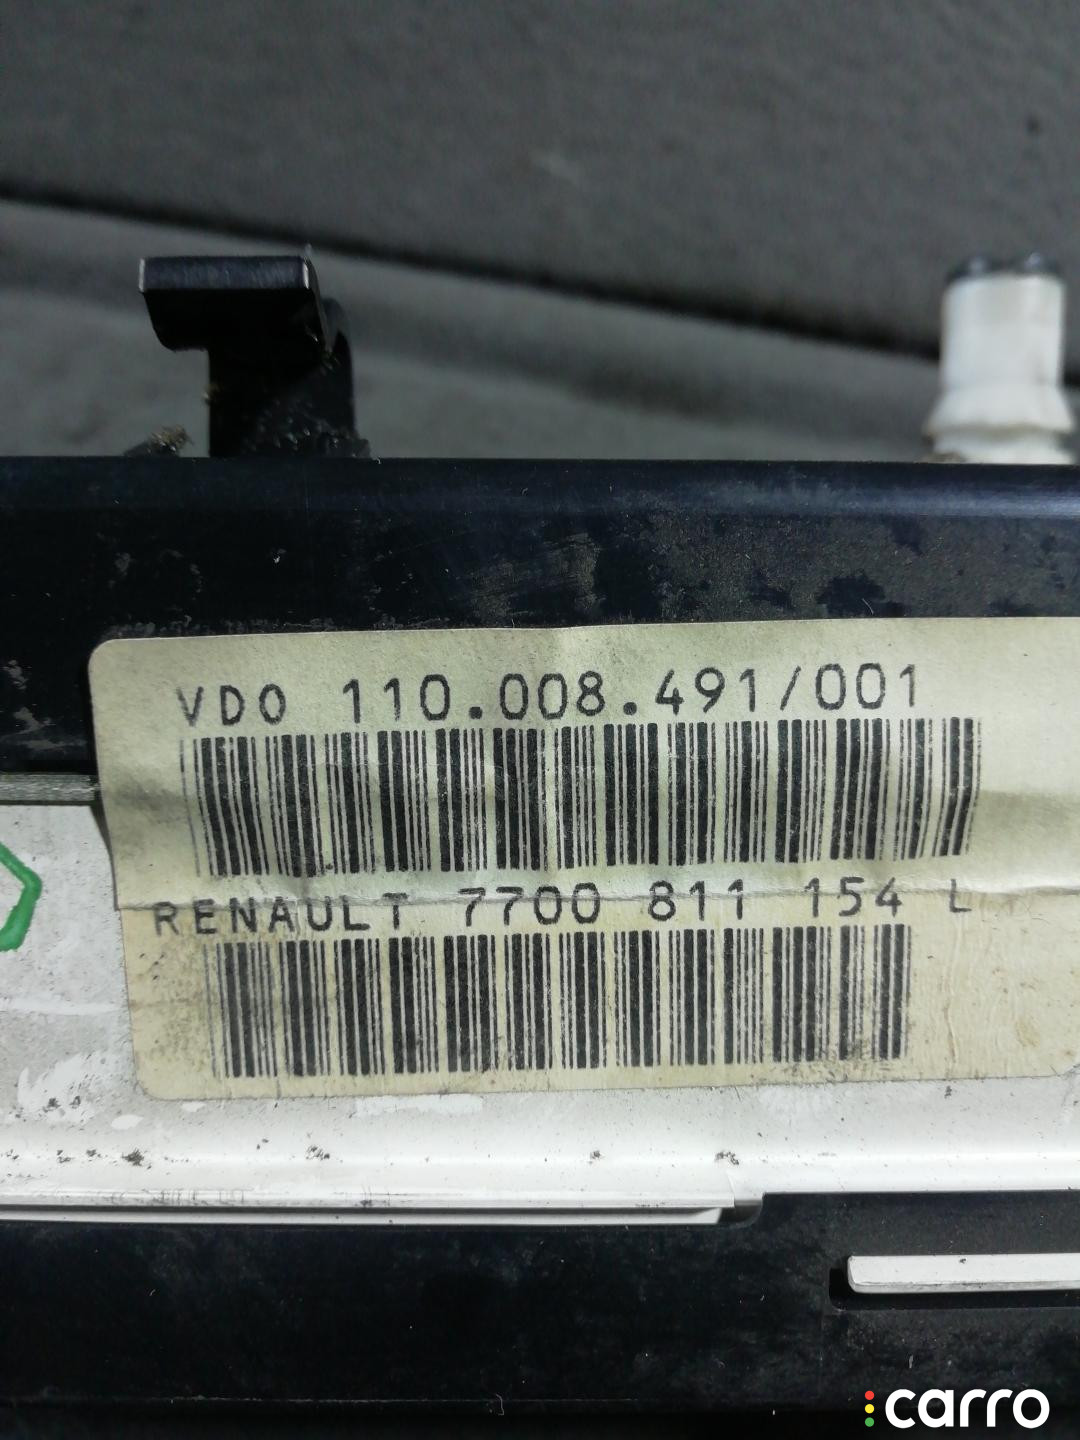 VDO 110.008.491/001
RENAULT 7700 811 154 L
carro